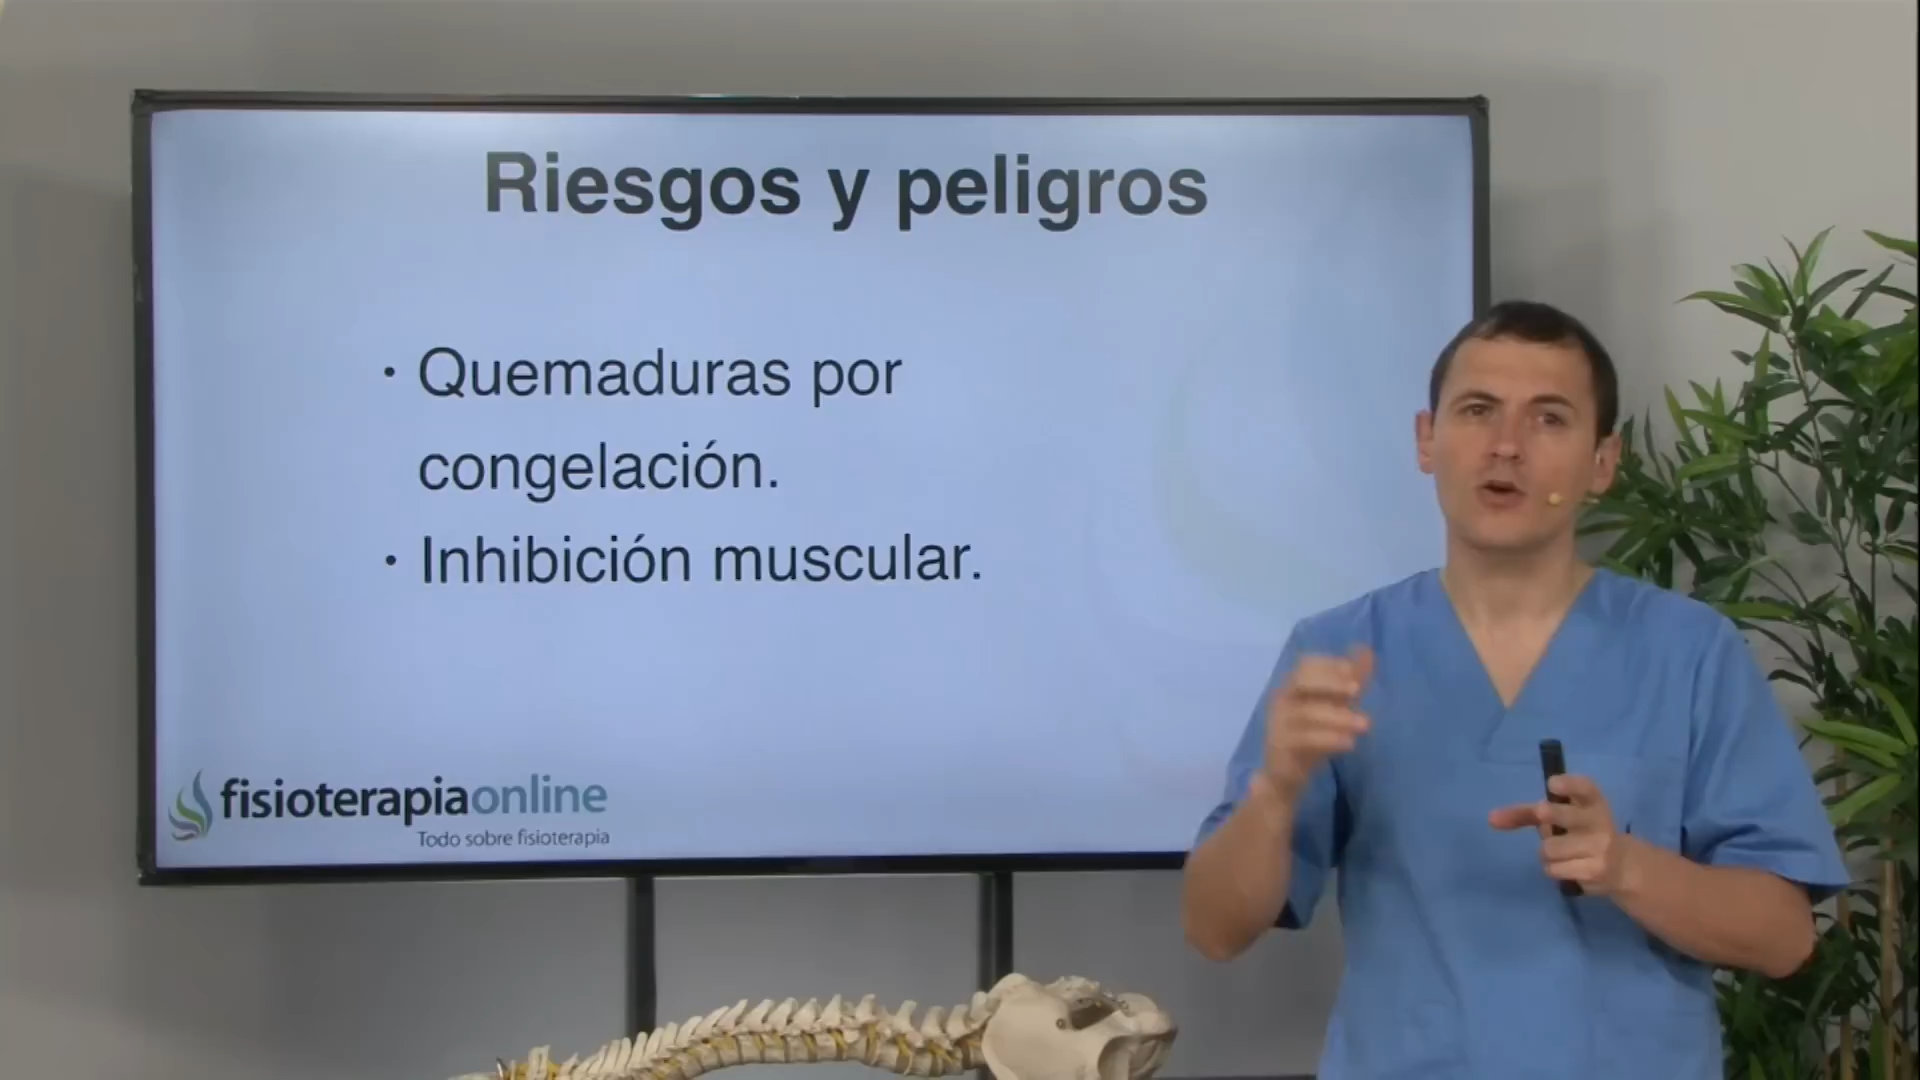 Riesgos y peligros
· Quemaduras por
congelación.
· Inhibición muscular.
fisioterapiaonline
Todo sobre fisioterapia